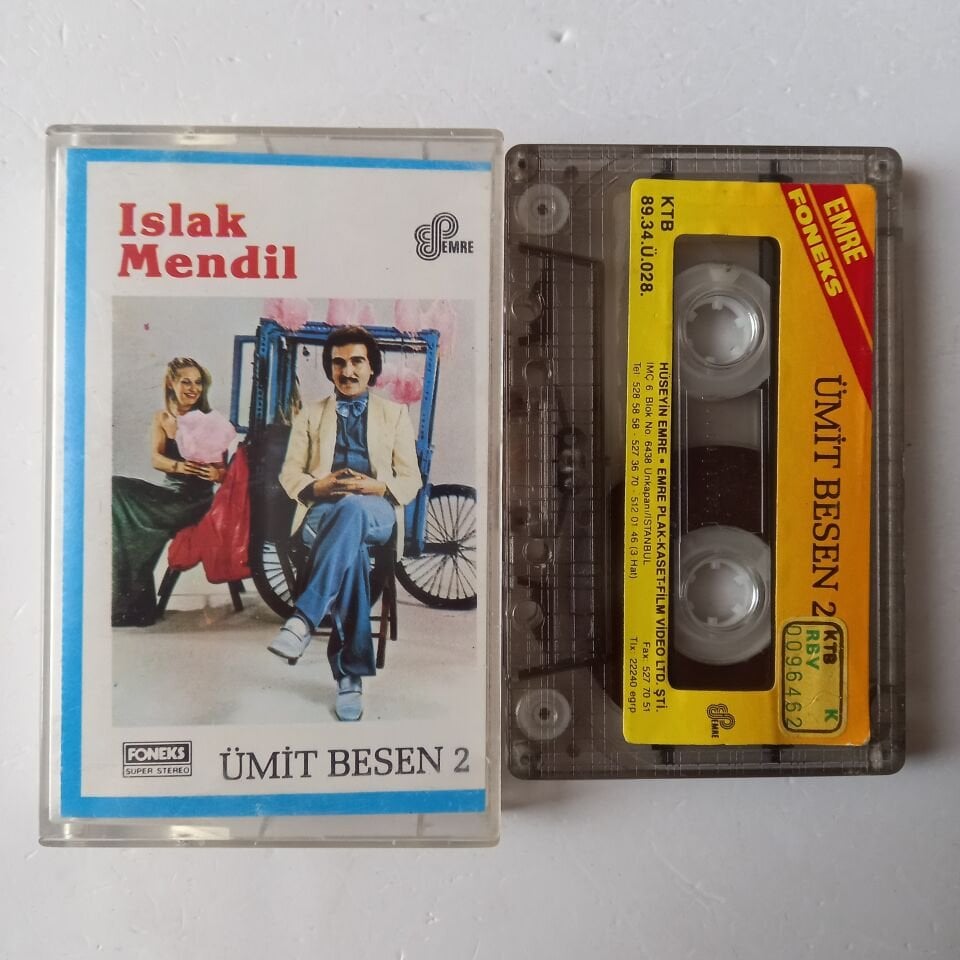 Islak
Mendil
EMRE
FONEKS
SUPER STEREO
ÜMİT BESEN 2
EMRE
FONEKS
ÜMİT BESEN 2
KTB
89.34.Ü.028.
HÜSEYİN EMRE • EMRE PLAK-KASET-FİLM VİDEO LTD. ŞTİ.
İMÇ 6 Blok No 6438 Unkapanı/İSTANBUL
Fax: 527 70 51
Tel: 528 58 58 - 527 36 70 - 512 01 46 (3 Hat)
Tlx: 22240 egrp
EMRE
KTB K
RBV
0096462